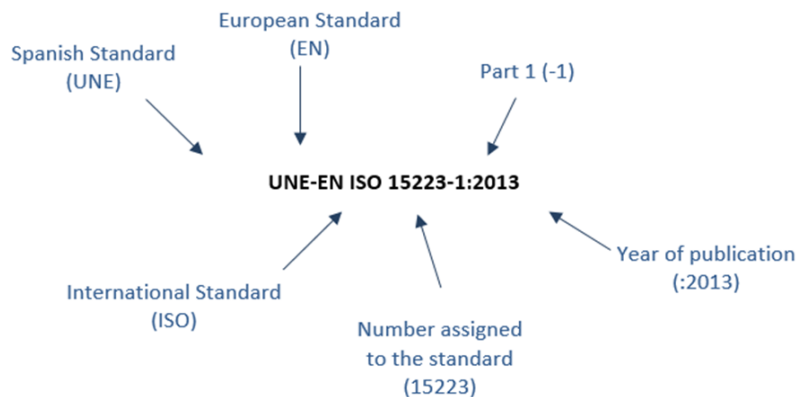 European Standard
(EN)
Spanish Standard
(UNE)
Part 1 (-1)
UNE-EN ISO 15223-1:2013
Year of publication
(:2013)
International Standard
(ISO)
Number assigned
to the standard
(15223)